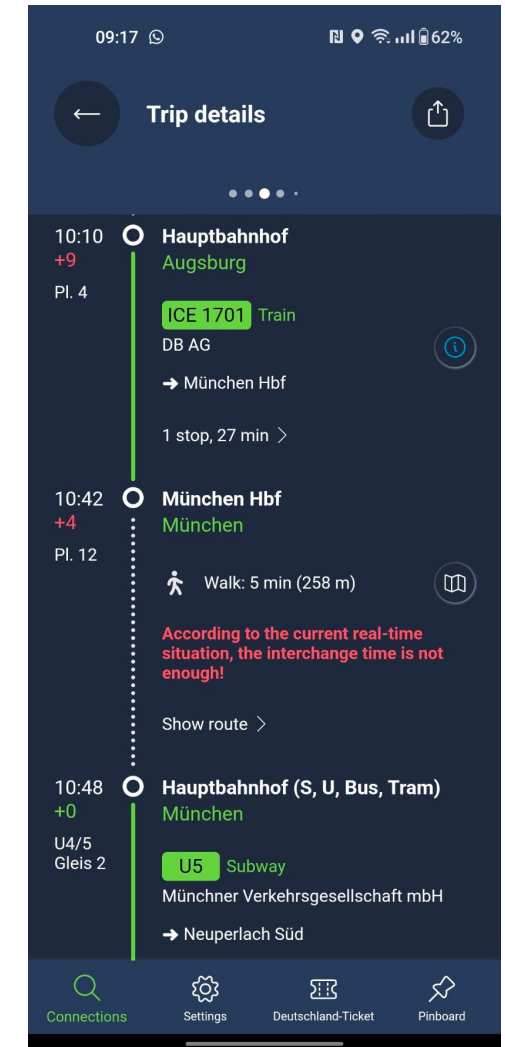 09:17 62%
Trip details
10:10 Hauptbahnhof
+9 Augsburg
Pl. 4
ICE 1701 Train
DB AG
→ München Hbf
1 stop, 27 min >
10:42 München Hbf
+4 München
Pl. 12
Walk: 5 min (258 m)
According to the current real-time
situation, the interchange time is not
enough!
Show route >
10:48 Hauptbahnhof (S, U, Bus, Tram)
+0 München
U4/5
Gleis 2
U5 Subway
Münchner Verkehrsgesellschaft mbH
→ Neuperlach Süd
Connections Settings Deutschland-Ticket Pinboard